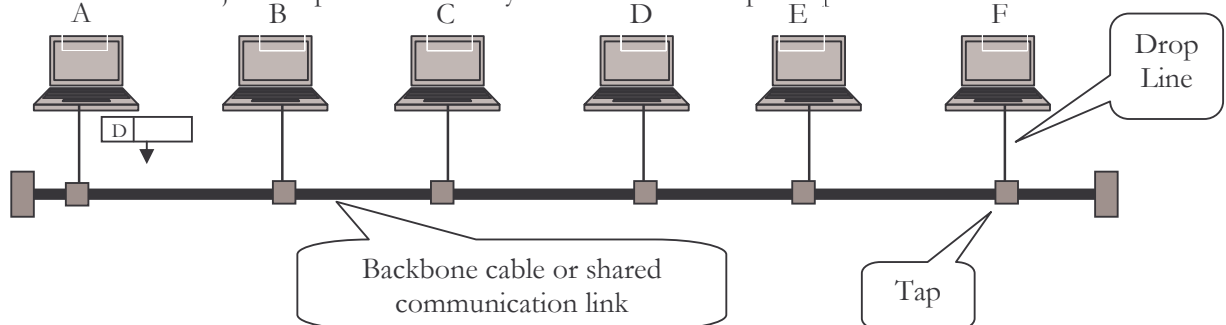 A B C D E F
Drop
Line
D
Backbone cable or shared
communication link
Tap